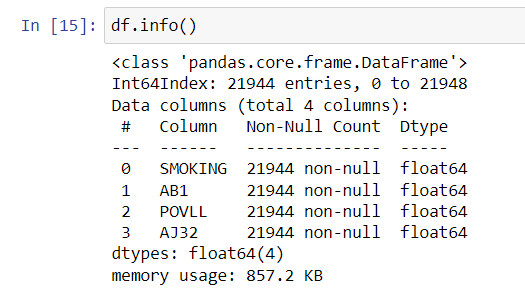 In [15]: df.info()
<class 'pandas.core.frame.DataFrame'>
Int64Index: 21944 entries, 0 to 21948
Data columns (total 4 columns):
 #   Column   Non-Null Count  Dtype
---  ------   --------------  -----
 0   SMOKING  21944 non-null  float64
 1   AB1      21944 non-null  float64
 2   POVLL    21944 non-null  float64
 3   AJ32     21944 non-null  float64
dtypes: float64(4)
memory usage: 857.2 KB